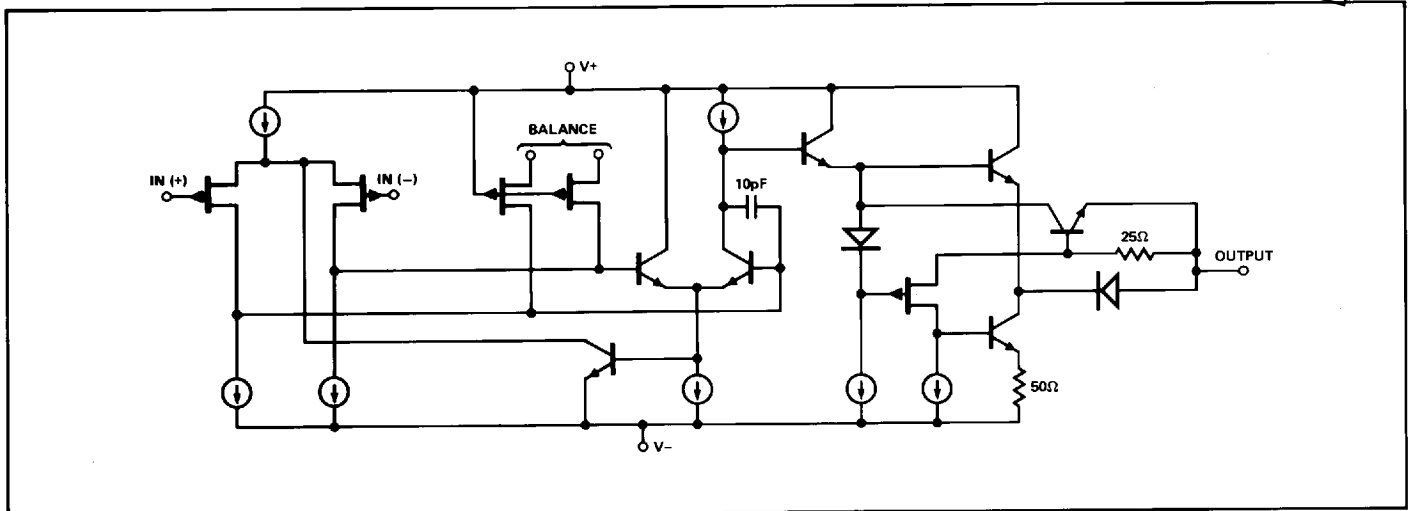 V+
BALANCE
IN (+)
IN (−)
10pF
25Ω
OUTPUT
50Ω
V−